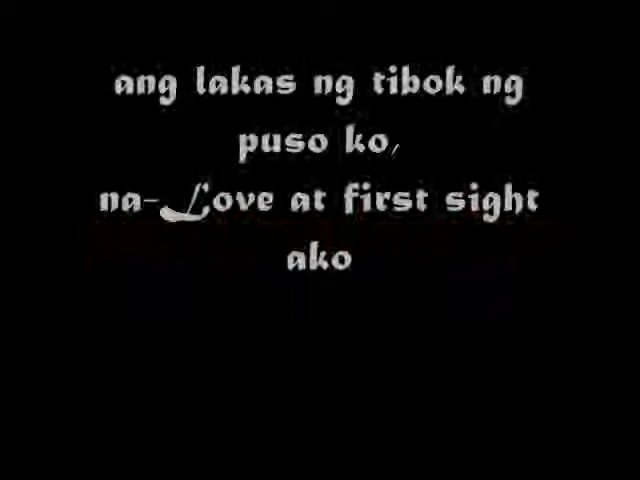 ang lakas ng tibok ng
puso ko,
na-Love at first sight
ako